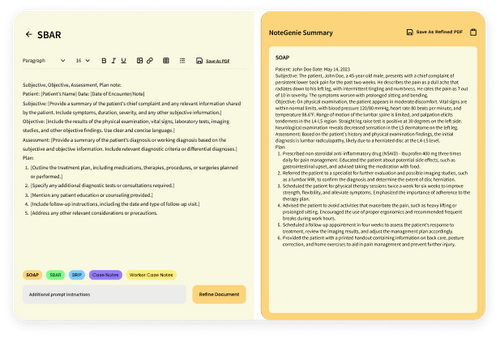 SBAR
Paragraph 16 B I U Save As PDF
Subjective, Objective, Assessment, Plan note:
Patient: [Patient's Name] Date: [Date of Encounter/Note]
Subjective: [Provide a summary of the patient's chief complaint and any relevant information shared
by the patient. Include symptoms, duration, severity, and any other subjective information.]
Objective: [Include the results of the physical examination, vital signs, laboratory tests, imaging
studies, and other objective findings. Use clear and concise language.]
Assessment: [Provide a summary of the patient's diagnosis or working diagnosis based on the
subjective and objective information. Include relevant diagnostic criteria or differential diagnoses.]
Plan:
1. [Outline the treatment plan, including medications, therapies, procedures, or surgeries planned
or performed.]
2. [Specify any additional diagnostic tests or consultations required.]
3. [Mention any patient education or counseling provided.]
4. [Include follow-up instructions, including the date and type of follow-up visit.]
5. [Address any other relevant considerations or precautions.]
SOAP SBAR BRIP Case Notes Worker Case Notes
Additional prompt instructions
Refine Document
NoteGenie Summary
Save As Refined PDF
SOAP
Patient: John Doe Date: May 14, 2023
Subjective: The patient, John Doe, a 45-year-old male, presents with a chief complaint of
persistent lower back pain for the past two weeks. He describes the pain as a dull ache that
radiates down to his left leg, with intermittent tingling and numbness. He rates the pain as 7 out
of 10 in severity. The symptoms worsen with prolonged sitting and bending.
Objective: On physical examination, the patient appears in moderate discomfort. Vital signs are
within normal limits, with blood pressure 120/80 mmHg, heart rate 80 beats per minute, and
temperature 98.6°F. Range of motion of the lumbar spine is limited, and palpation elicits
tenderness in the L4-L5 region. Straight leg raise test is positive at 30 degrees on the left side.
Neurological examination reveals decreased sensation in the L5 dermatome on the left leg.
Assessment: Based on the patient's history and physical examination, the working diagnosis is
lumbar radiculopathy, likely due to a herniated disc at the L4-L5 level.
Plan:
1. Prescribed non-steroidal anti-inflammatory drug (NSAID) - Ibuprofen 400 mg three times
daily for pain management. Educated the patient about potential side effects, such as
gastrointestinal upset, and advised taking the medication with food.
2. Referred the patient to a specialist for further evaluation and possible imaging studies, such
as a lumbar MRI, to confirm the diagnosis and determine the extent of disc herniation.
3. Scheduled the patient for physical therapy sessions twice a week for six weeks to improve
strength, flexibility, and alleviate symptoms. Emphasized the importance of adherence to the
therapy plan.
4. Advised the patient to avoid activities that exacerbate the pain, such as heavy lifting or
prolonged sitting. Encouraged the use of proper ergonomics and recommended frequent
breaks during work hours.
5. Scheduled a follow-up appointment in four weeks to assess the patient's response to
treatment, review the imaging results, and adjust the management plan accordingly.
6. Provided the patient with a printed handout containing information on back care, posture
correction, and home exercises to aid in pain management and prevent further injury.